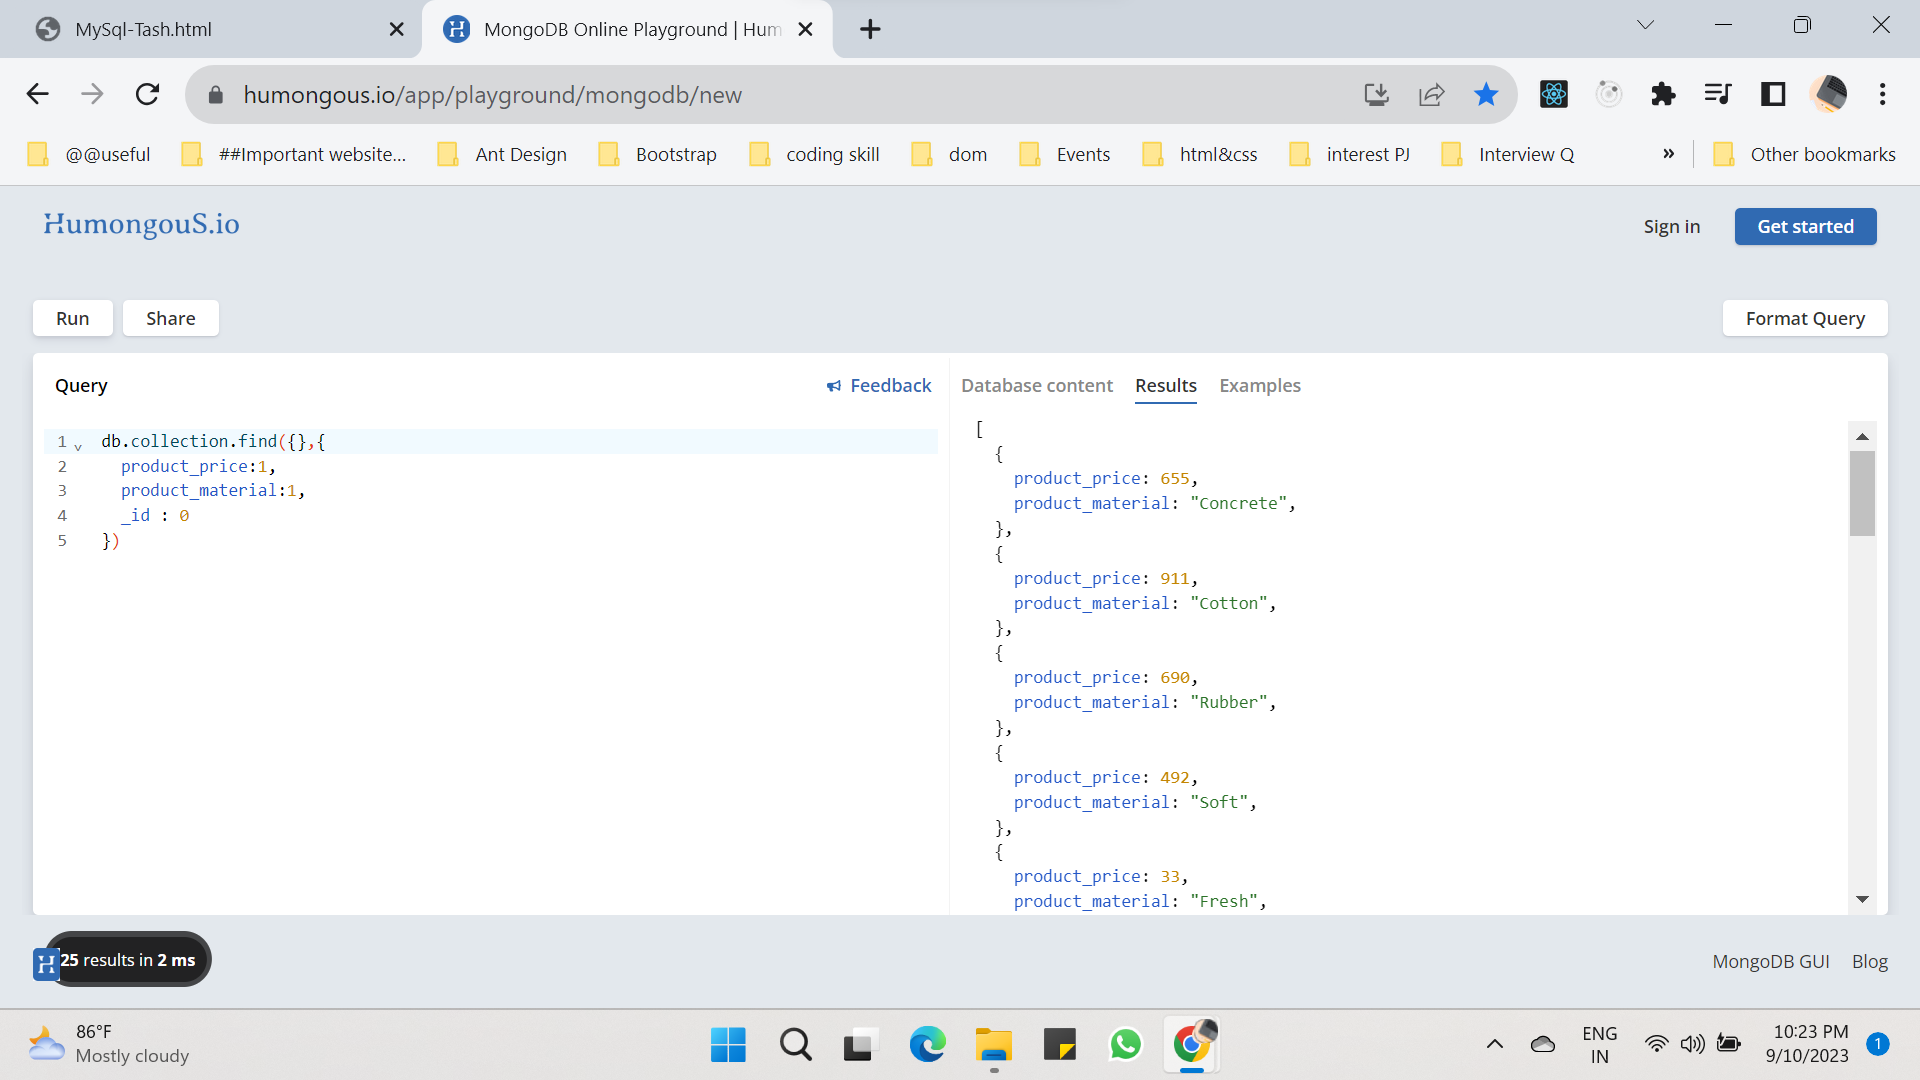 MySql-Tash.html
MongoDB Online Playground | Hum
humongous.io/app/playground/mongodb/new
@@useful
##Important website...
Ant Design
Bootstrap
coding skill
dom
Events
html&css
interest PJ
Interview Q
»
Other bookmarks
HumongouS.io
Sign in
Get started
Run
Share
Format Query
Query
Feedback
Database content
Results
Examples
1 db.collection.find({},{
2 product_price:1,
3 product_material:1,
4 _id : 0
5 })
[
{
product_price: 655,
product_material: "Concrete",
},
{
product_price: 911,
product_material: "Cotton",
},
{
product_price: 690,
product_material: "Rubber",
},
{
product_price: 492,
product_material: "Soft",
},
{
product_price: 33,
product_material: "Fresh",
H
25 results in 2 ms
MongoDB GUI
Blog
86°F
Mostly cloudy
ENG
IN
10:23 PM
9/10/2023
1